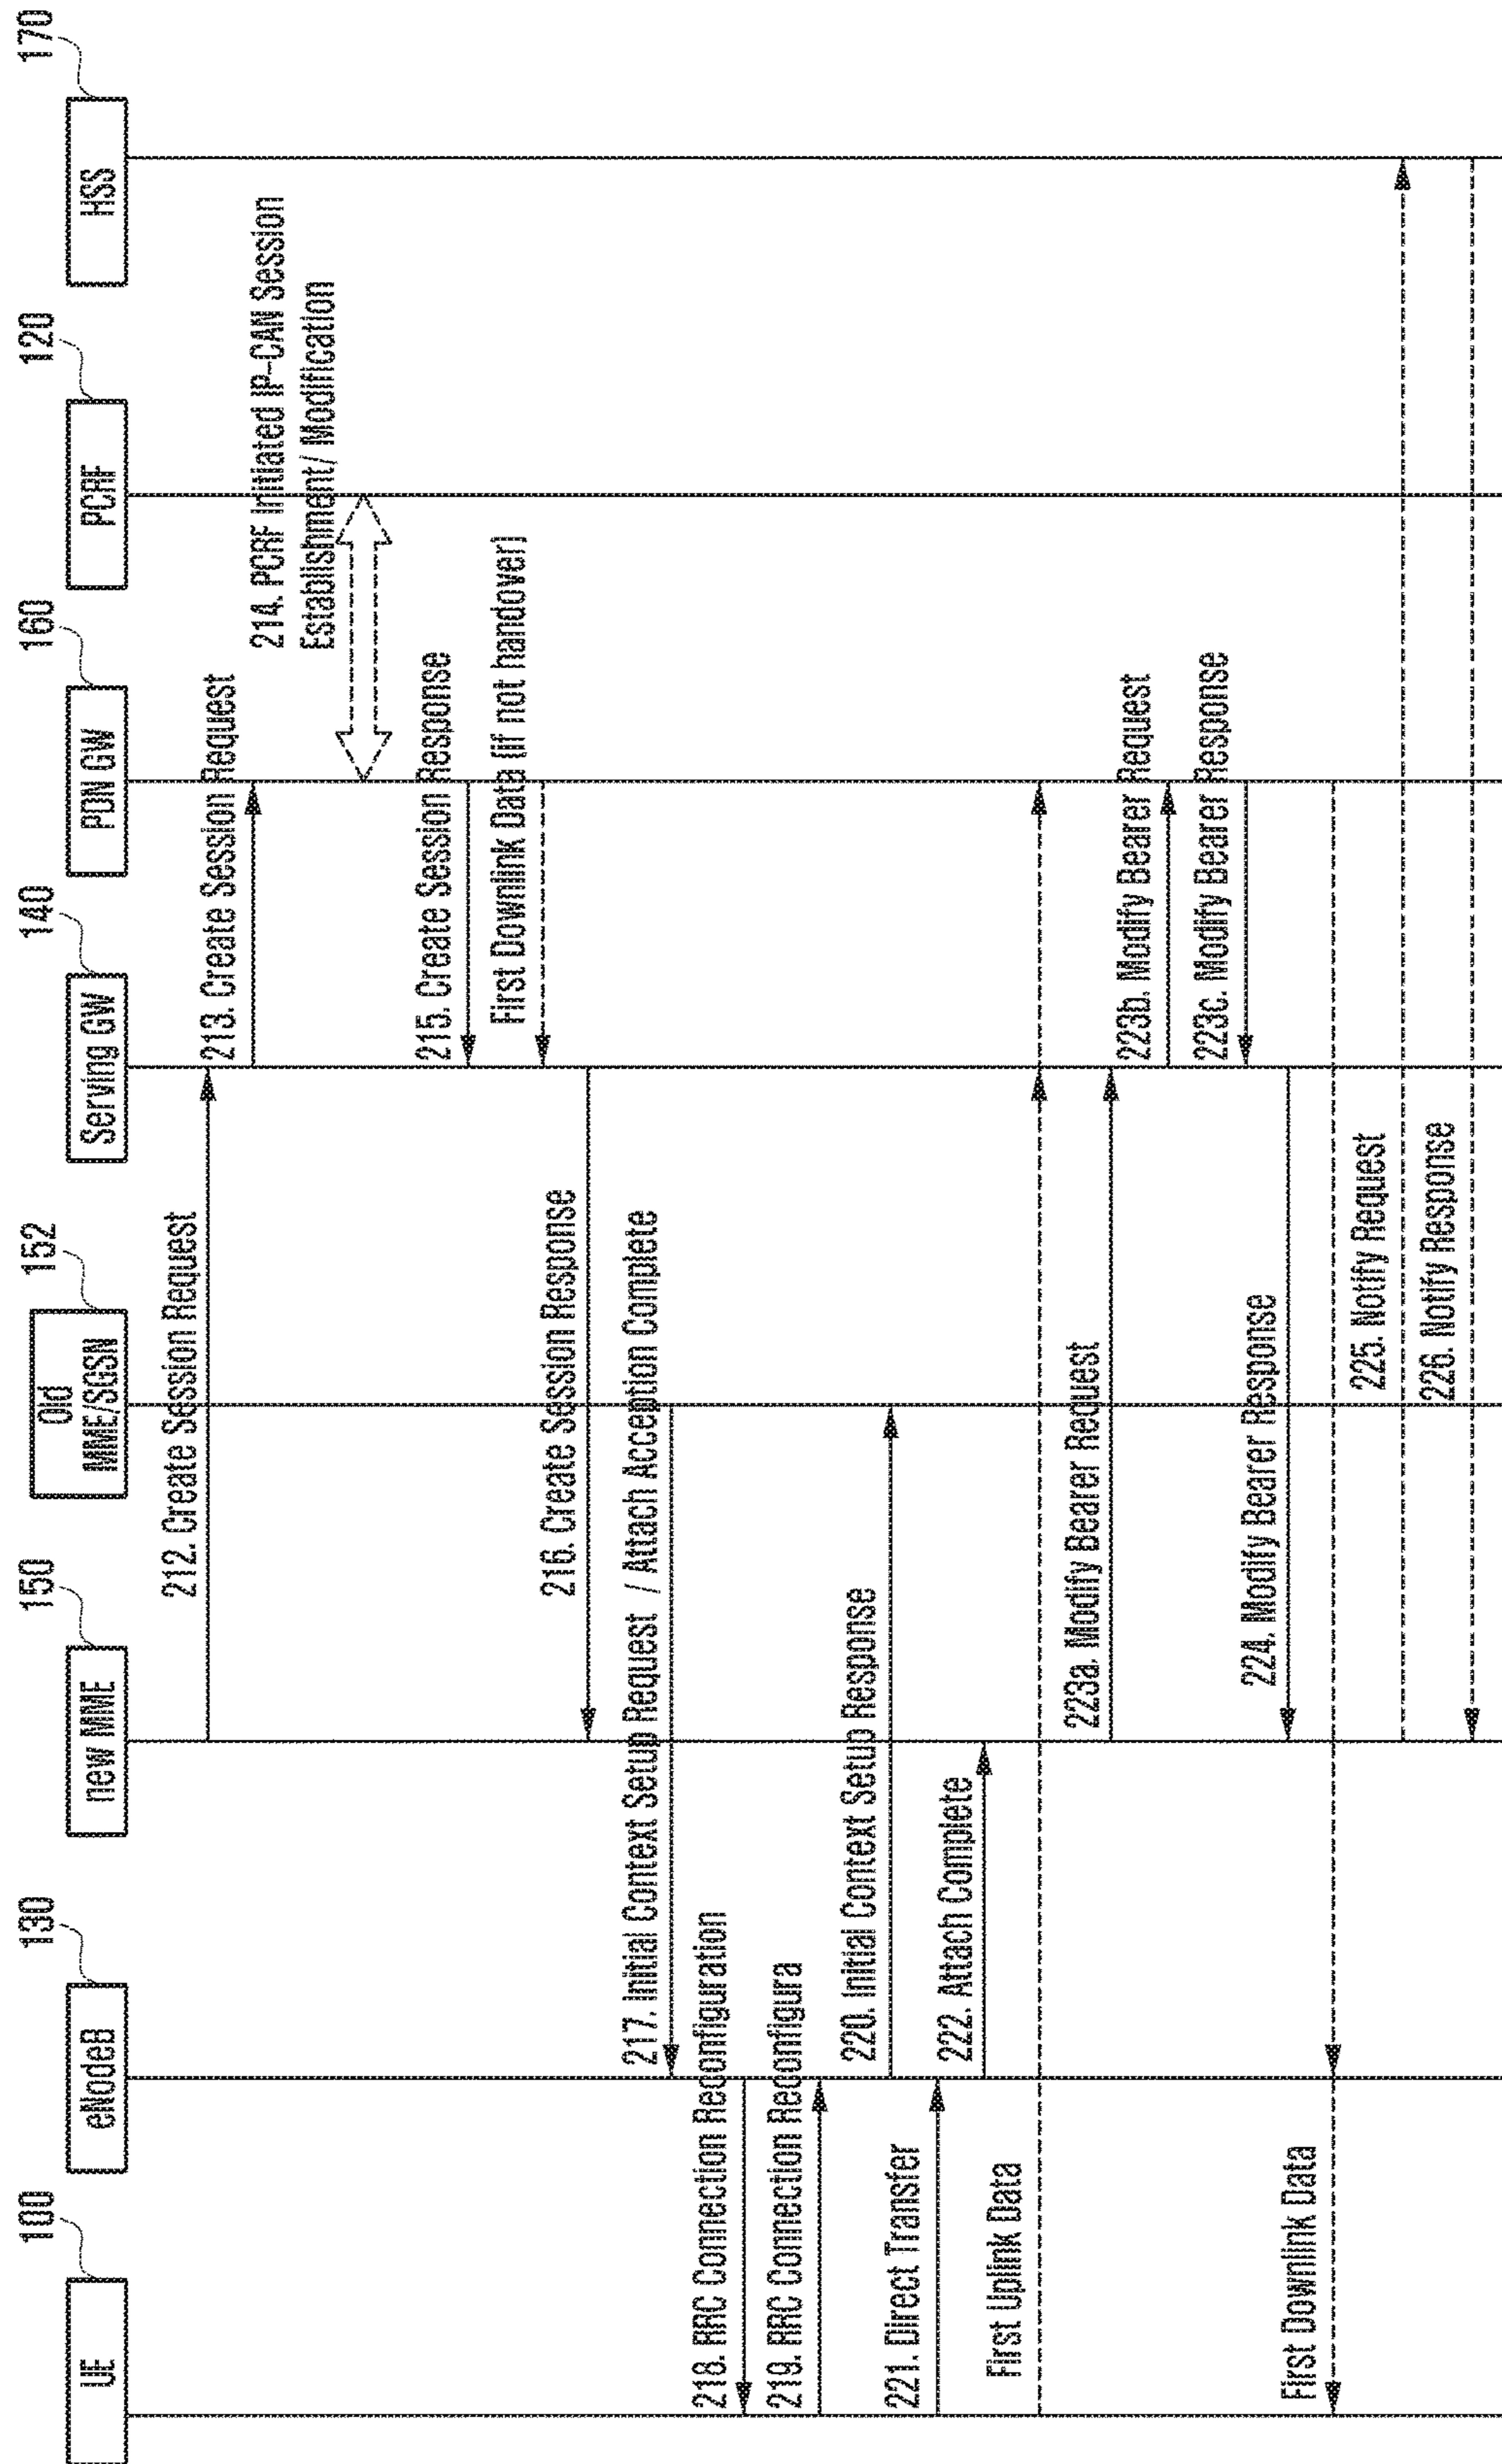 100
130
150
152
140
160
120
170
UE
eNodeB
new MME
Old
MME/SGSN
Serving GW
PDN GW
PCRF
HSS
212. Create Session Request
213. Create Session Request
214. PCRF Initiated IP-CAN Session
Establishment/ Modification
215. Create Session Response
First Downlink Data (if not handover)
216. Create Session Response
217. Initial Context Setup Request / Attach Acception Complete
218. RRC Connection Reconfiguration
219. RRC Connection Reconfigura
220. Initial Context Setup Response
221. Direct Transfer
222. Attach Complete
First Uplink Data
223a. Modify Bearer Request
223b. Modify Bearer Request
223c. Modify Bearer Response
224. Modify Bearer Response
First Downlink Data
225. Notify Request
226. Notify Response